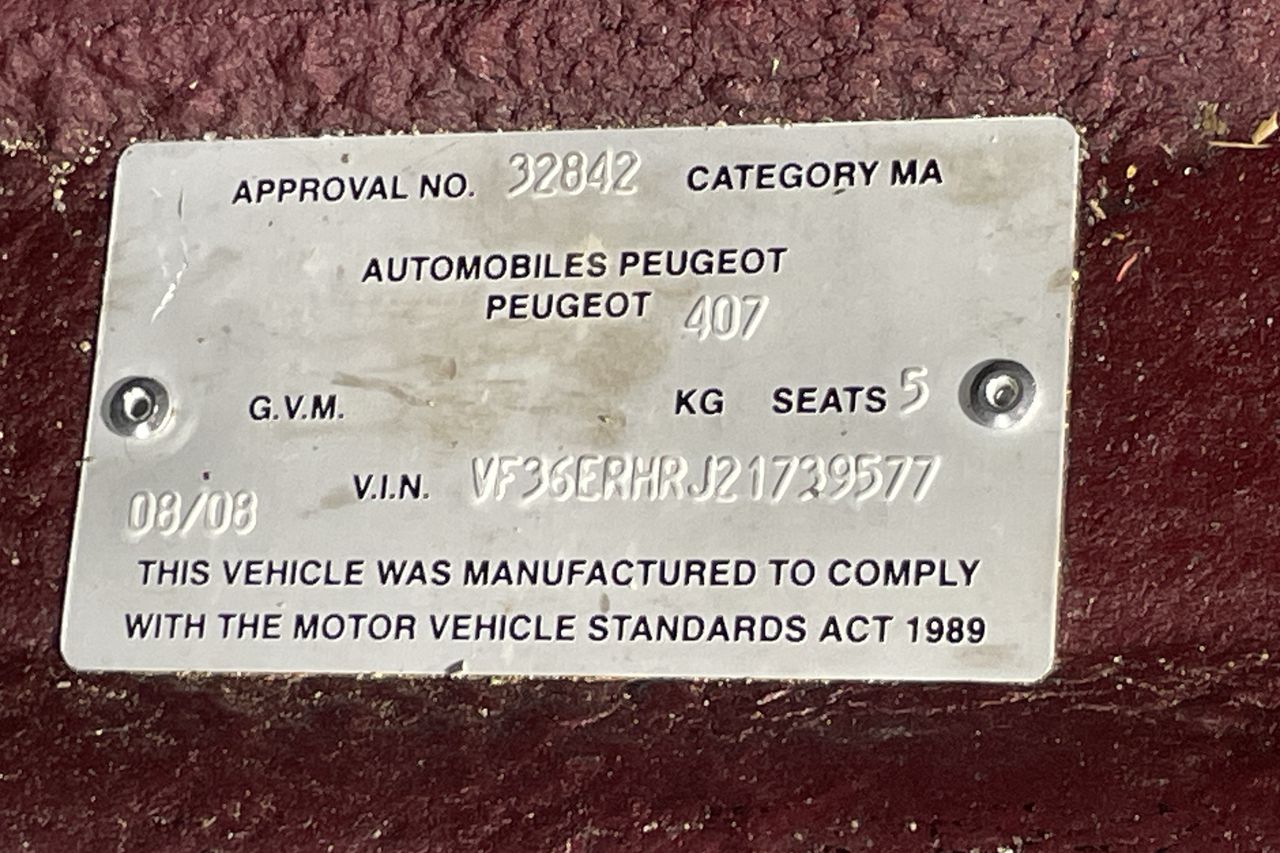 APPROVAL NO. 32842 CATEGORY MA
AUTOMOBILES PEUGEOT
PEUGEOT 407
G.V.M. KG SEATS 5
V.I.N. VF36ERHRJ21739577
08/08
THIS VEHICLE WAS MANUFACTURED TO COMPLY
WITH THE MOTOR VEHICLE STANDARDS ACT 1989